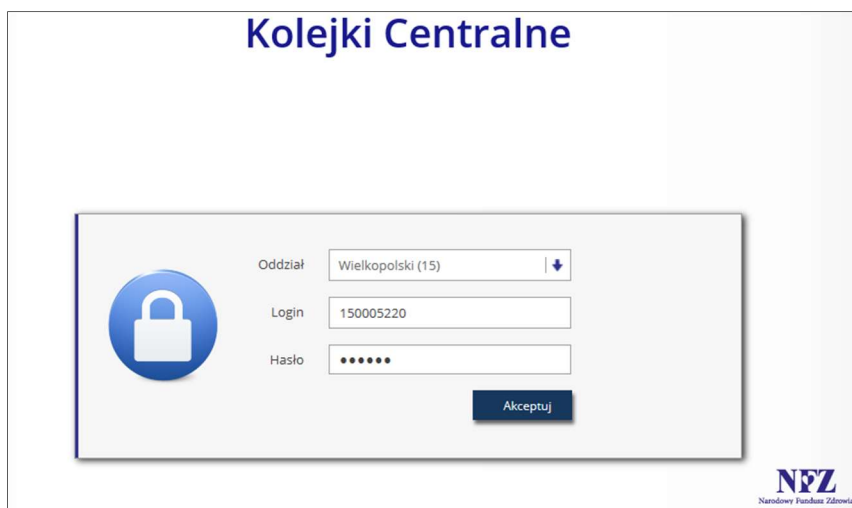 Kolejki Centralne
Oddział Wielkopolski (15)
Login 150005220
Hasło ●●●●●●
Akceptuj
NFZ
Narodowy Fundusz Zdrowia